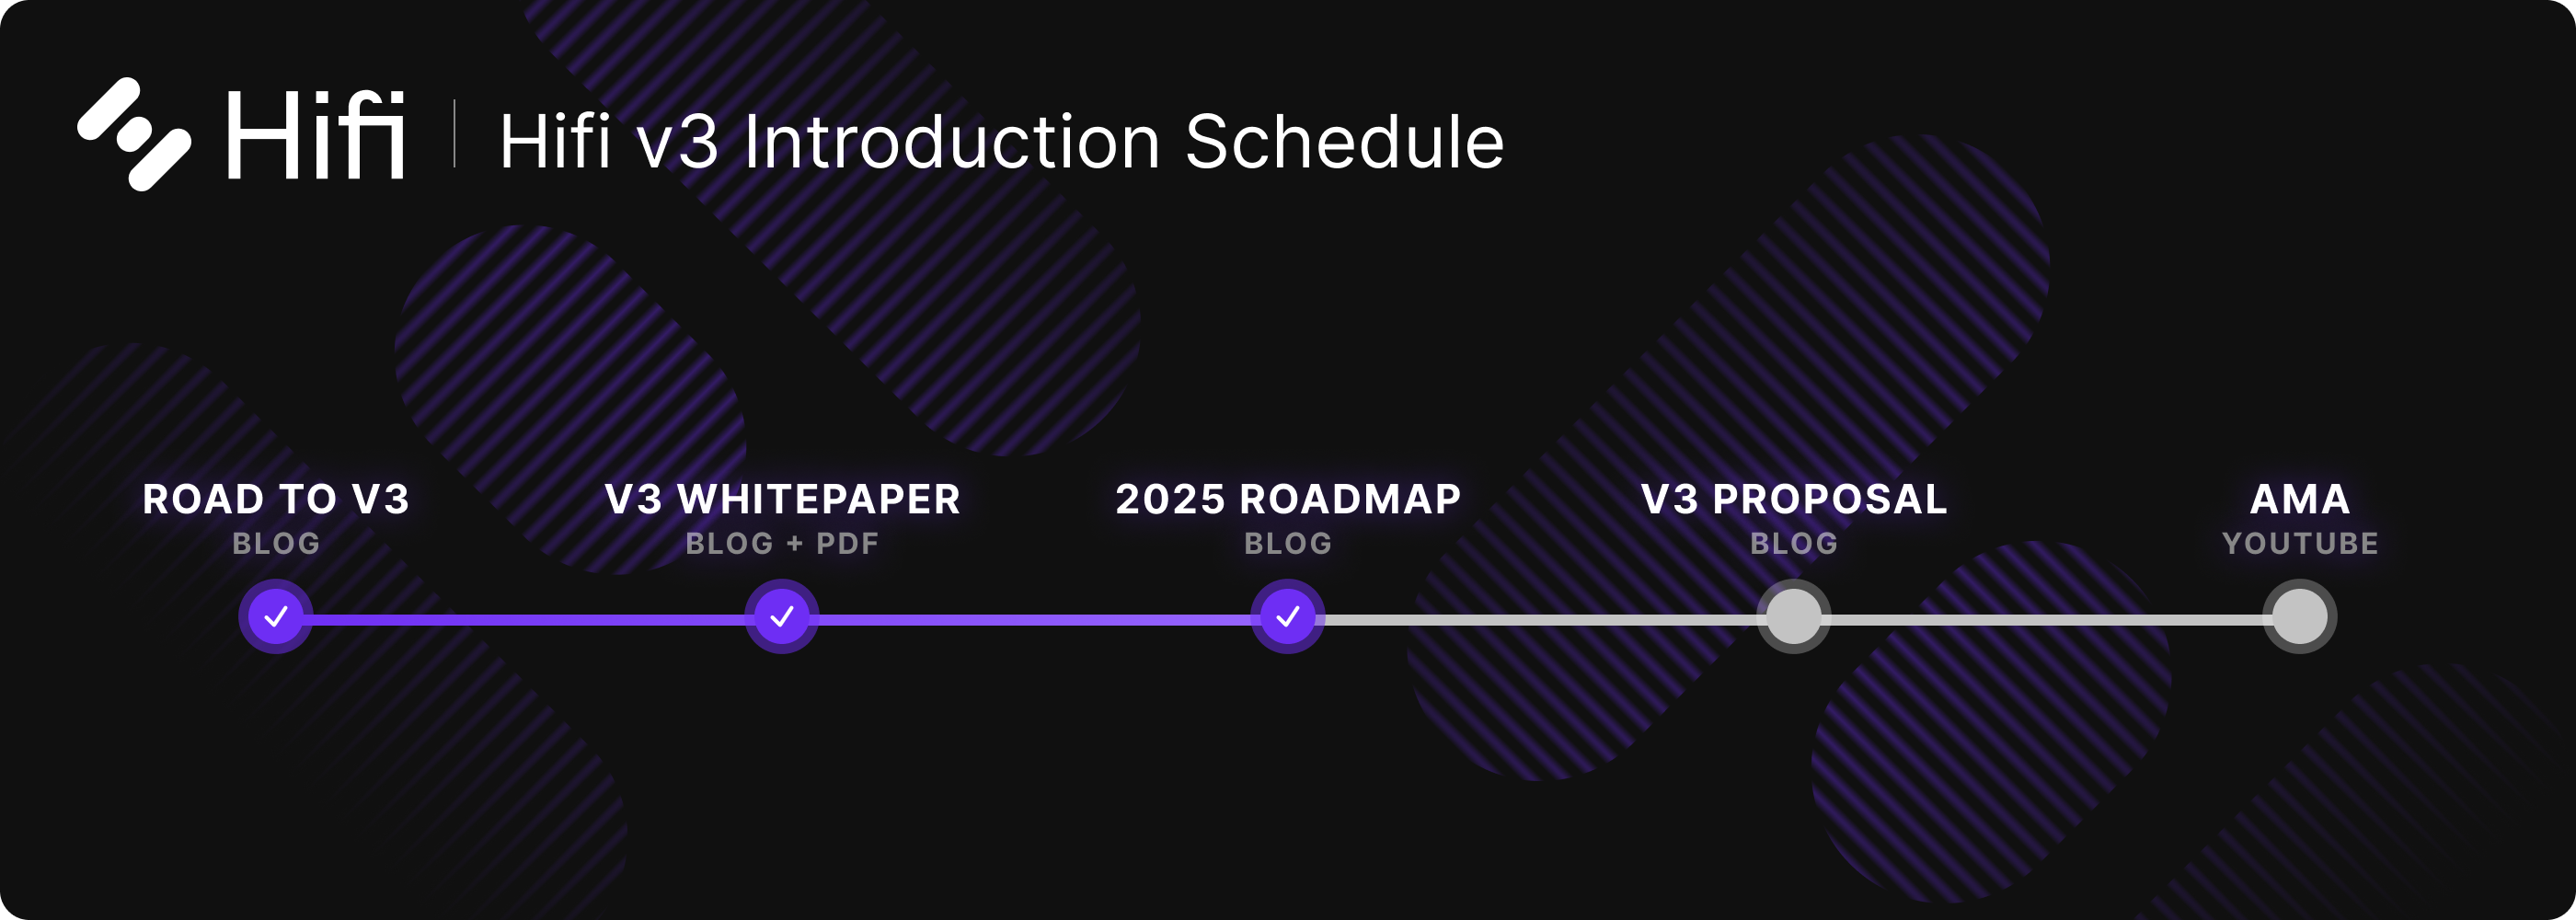 Hifi
Hifi v3 Introduction Schedule
ROAD TO V3
BLOG
V3 WHITEPAPER
BLOG + PDF
2025 ROADMAP
BLOG
V3 PROPOSAL
BLOG
AMA
YOUTUBE